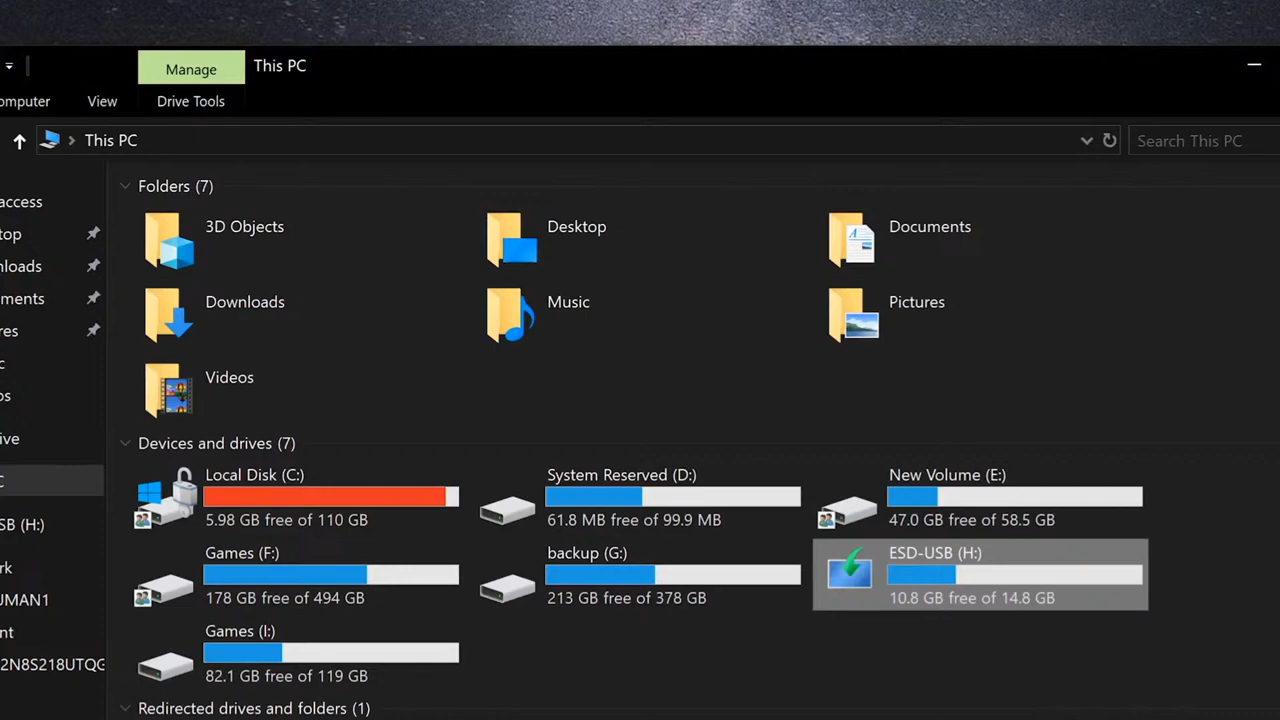 Manage
This PC
omputer
View
Drive Tools
This PC
Search This PC
access
top
nloads
ments
res
c
os
ive
C
SB (H:)
rk
UMAN1
nt
2N8S218UTQG
Folders (7)
3D Objects
Desktop
Documents
Downloads
Music
Pictures
Videos
Devices and drives (7)
Local Disk (C:)
5.98 GB free of 110 GB
System Reserved (D:)
61.8 MB free of 99.9 MB
New Volume (E:)
47.0 GB free of 58.5 GB
Games (F:)
178 GB free of 494 GB
backup (G:)
213 GB free of 378 GB
ESD-USB (H:)
10.8 GB free of 14.8 GB
Games (I:)
82.1 GB free of 119 GB
Redirected drives and folders (1)